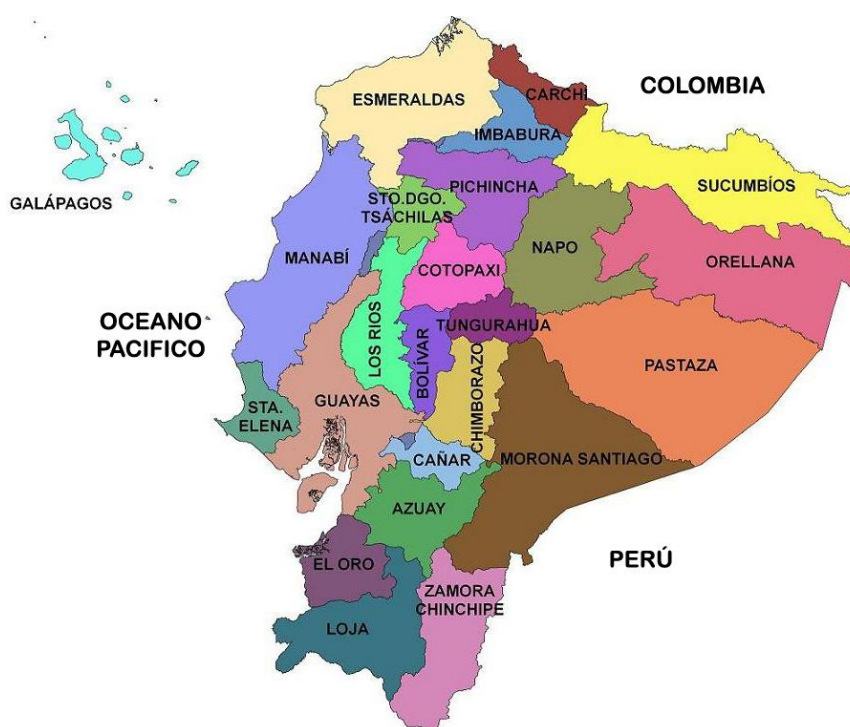 COLOMBIA
CARCHI
ESMERALDAS
IMBABURA
SUCUMBÍOS
PICHINCHA
GALÁPAGOS
STO.DGO.
TSÁCHILAS
NAPO
MANABÍ
COTOPAXI
ORELLANA
OCEANO
PACIFICO
TUNGURAHUA
LOS RIOS
BOLÍVAR
PASTAZA
CHIMBORAZO
GUAYAS
STA.
ELENA
CAÑAR
MORONA SANTIAGO
AZUAY
PERÚ
EL ORO
ZAMORA
CHINCHIPE
LOJA